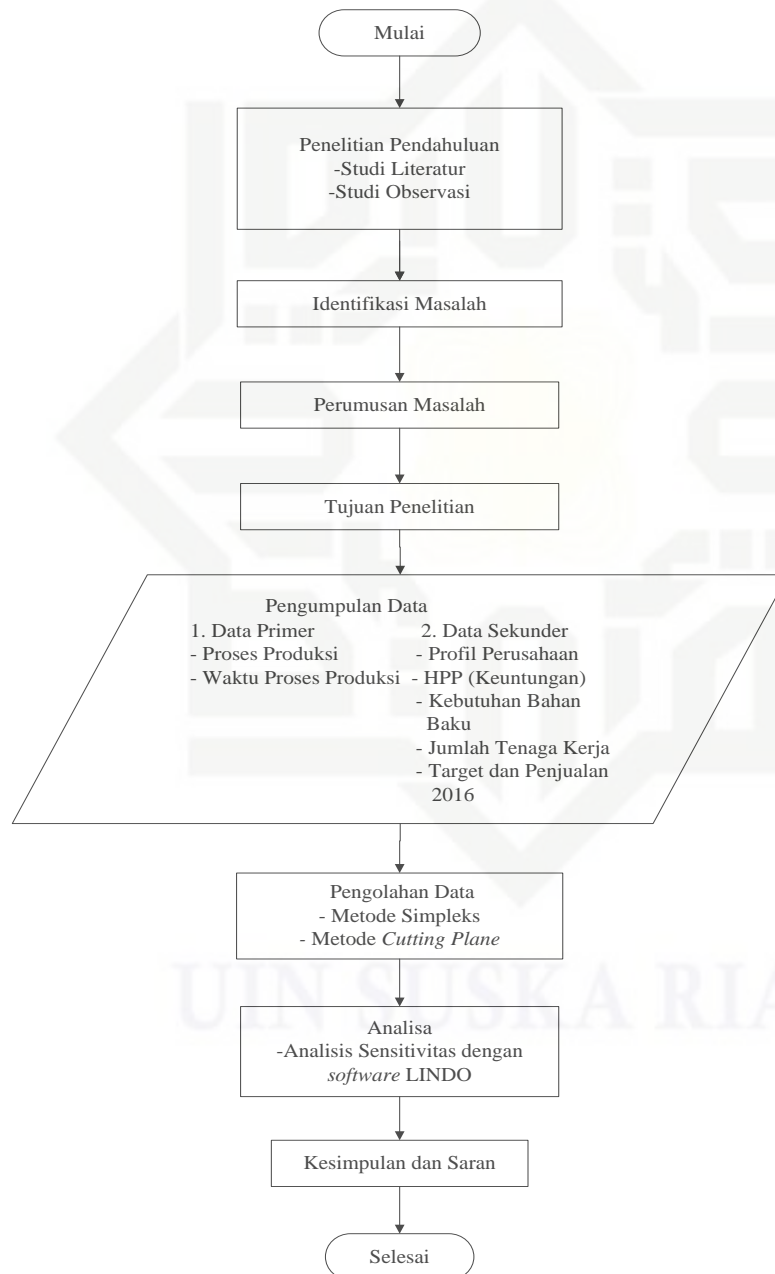 Mulai
Penelitian Pendahuluan
-Studi Literatur
-Studi Observasi
Identifikasi Masalah
Perumusan Masalah
Tujuan Penelitian
Pengumpulan Data
1. Data Primer
- Proses Produksi
- Waktu Proses Produksi
2. Data Sekunder
- Profil Perusahaan
- HPP (Keuntungan)
- Kebutuhan Bahan
Baku
- Jumlah Tenaga Kerja
- Target dan Penjualan
2016
Pengolahan Data
- Metode Simpleks
- Metode Cutting Plane
UIN SUSKA RIA
Analisa
-Analisis Sensitivitas dengan
software LINDO
Kesimpulan dan Saran
Selesai